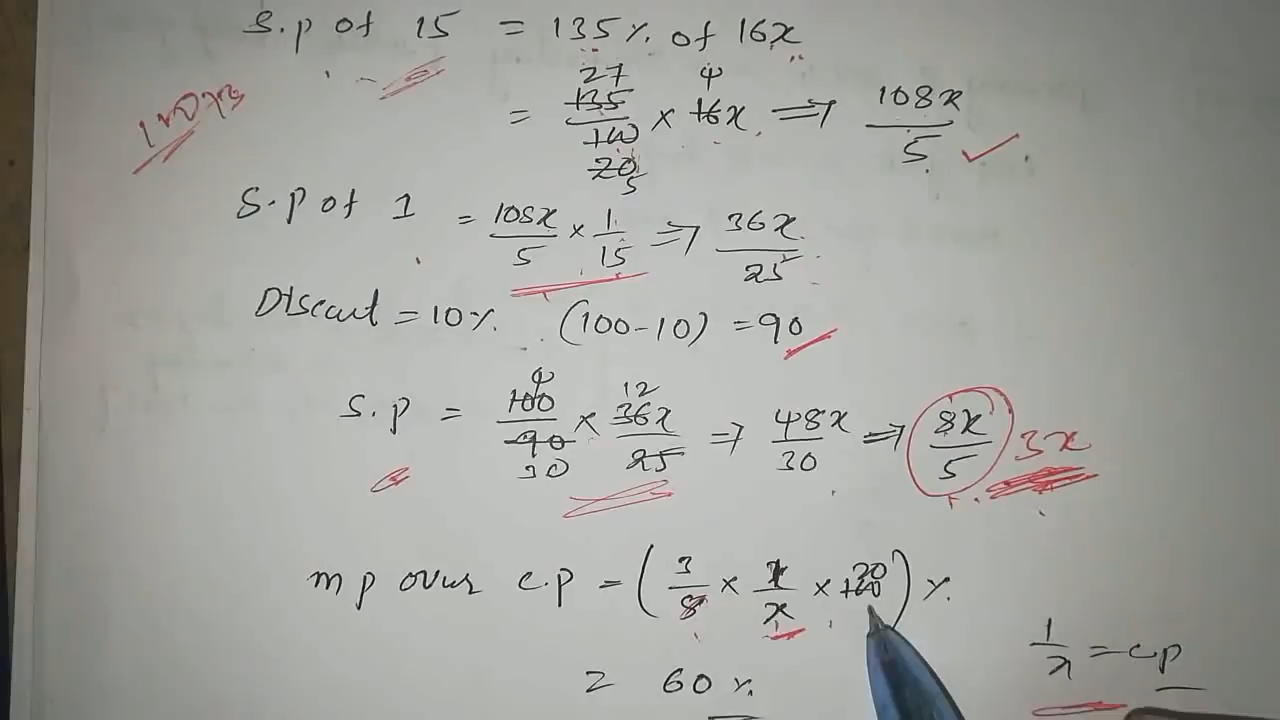 S.p of 15 = 135% of 16x
= 135/100 × 16x ⇒ 108x/5 ✓
27 4
20 5
S.p of 1 = 108x/5 × 1/15 ⇒ 36x/25
Discut = 10% (100-10) = 90
S.p = 100/90 × 36x/25 ⇒ 48x/30 ⇒ 8x/5 3x
4 12
30
mp over c.p = (3/8 × x/x × 100) %
20
= 60%
1/x = cp